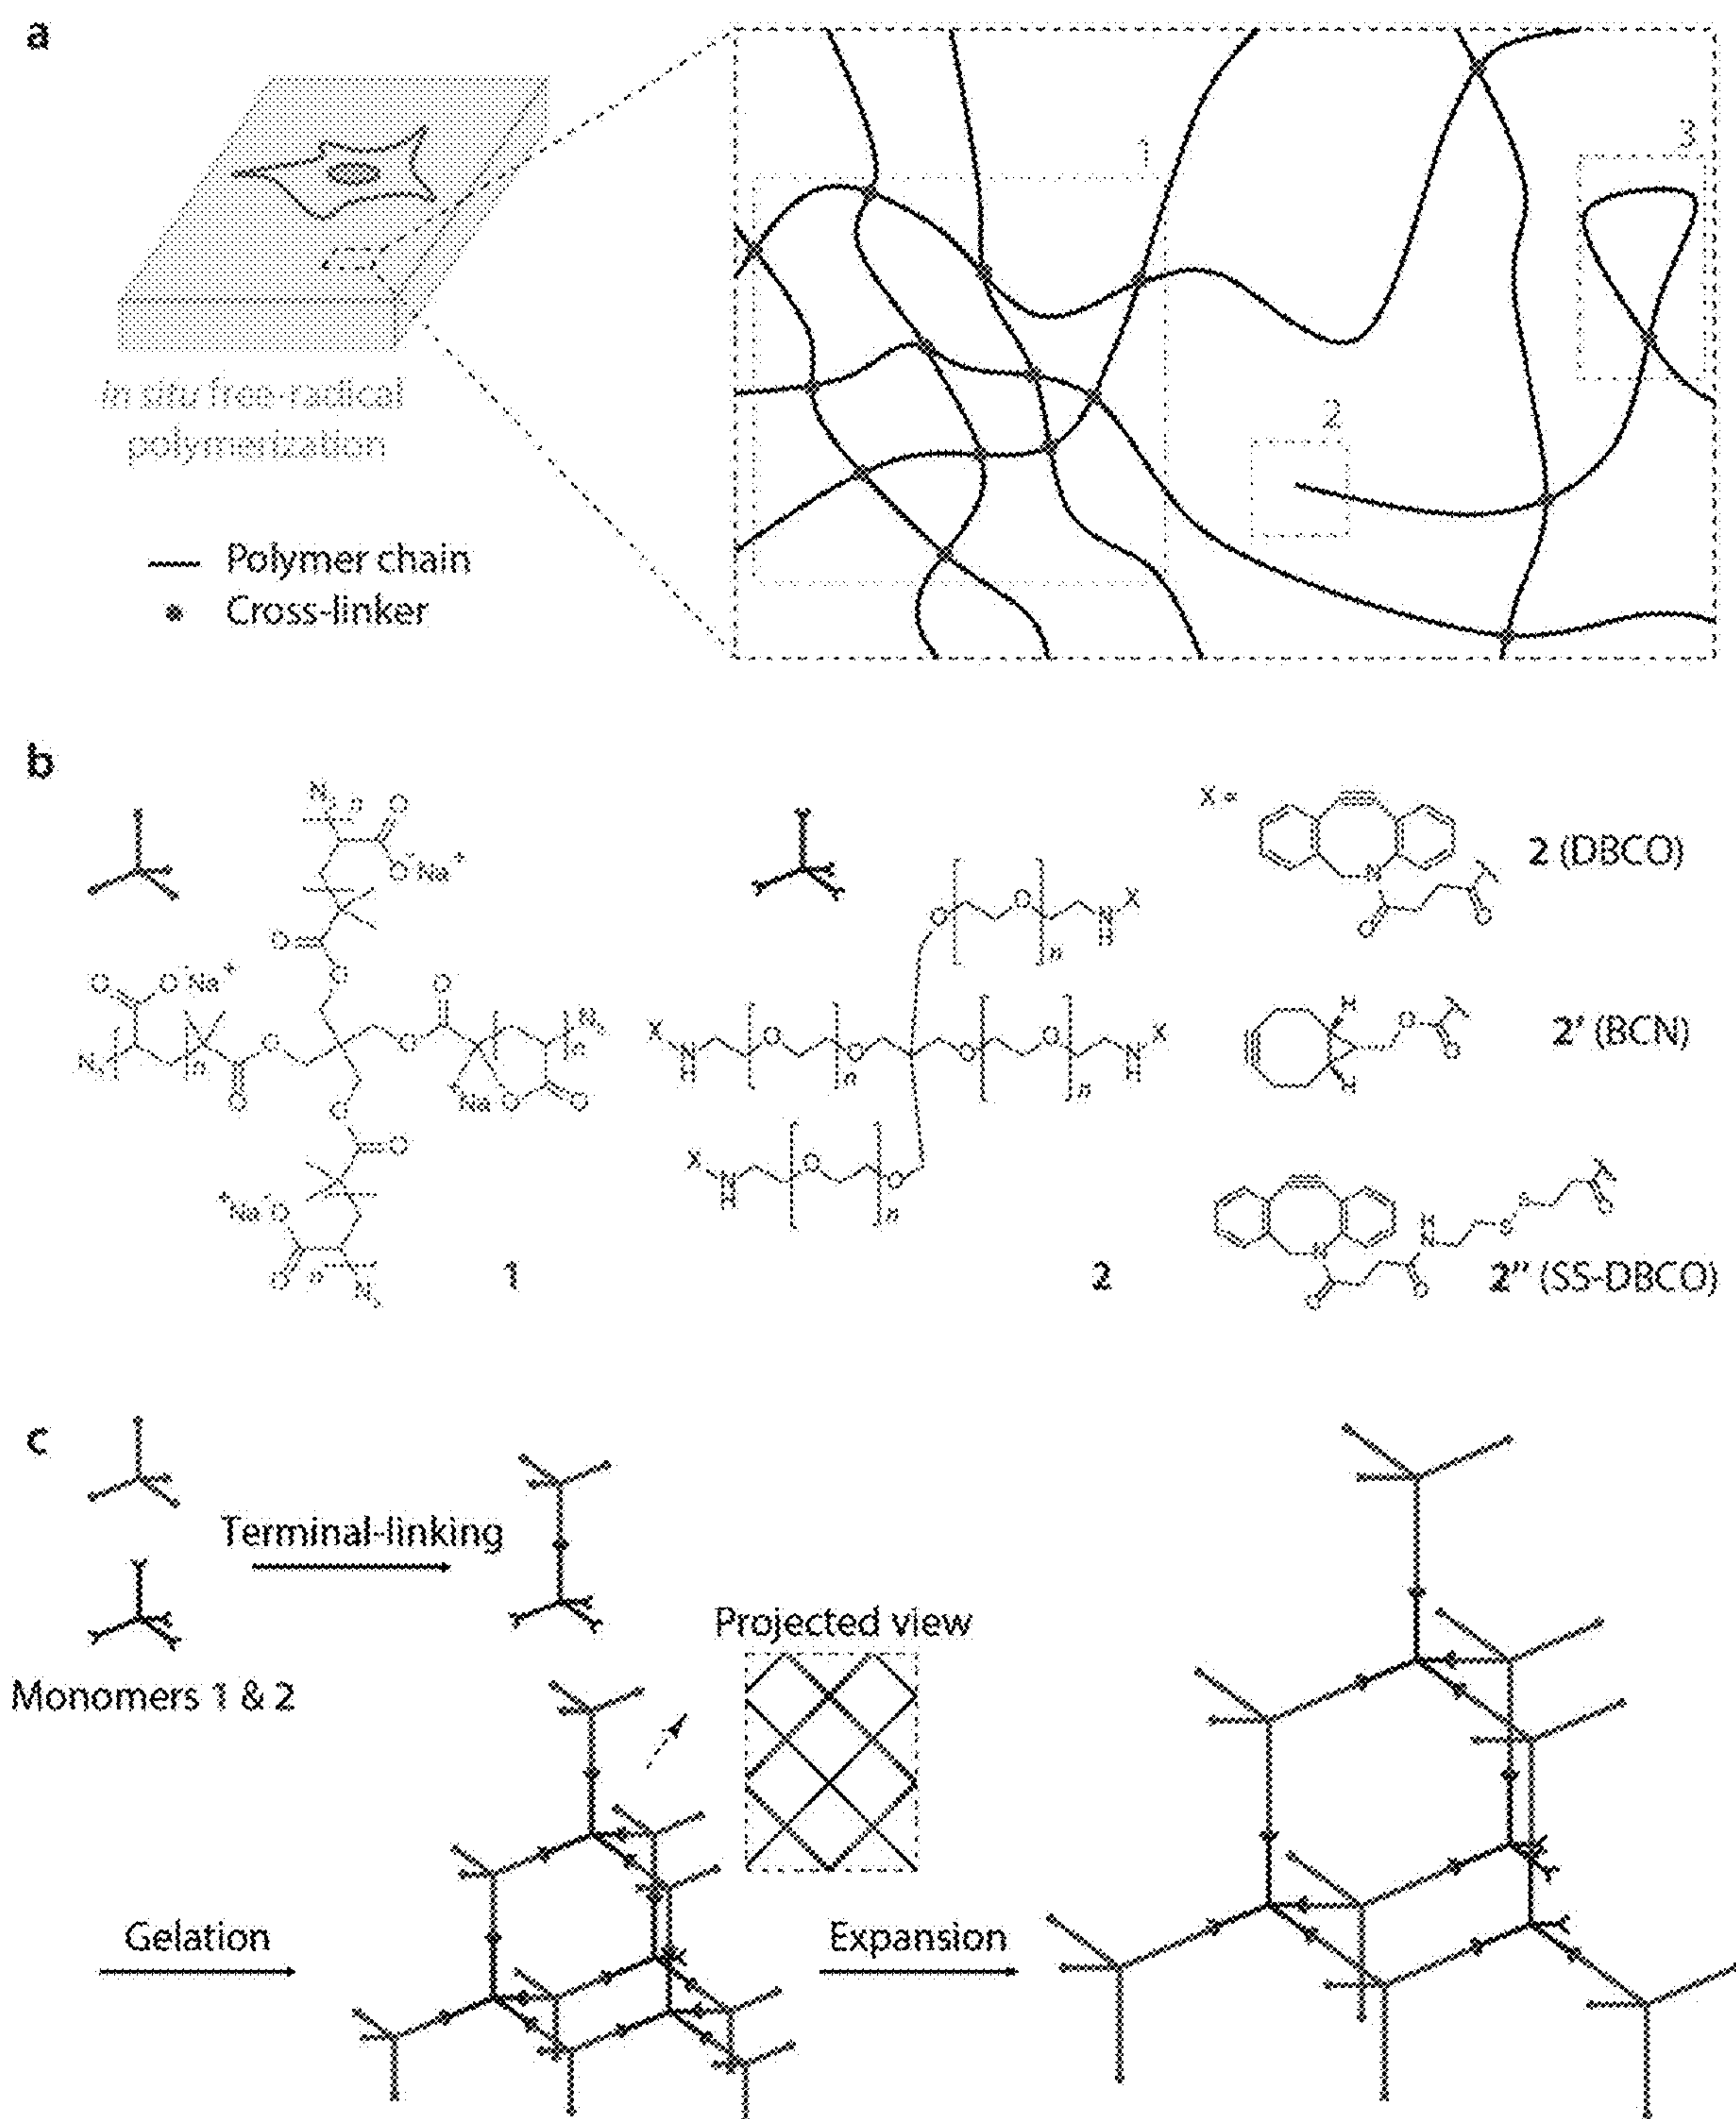 a
1
3
2
in situ free-radical
polymerization
Polymer chain
Cross-linker
b
X =
2 (DBCO)
2' (BCN)
1
2
2'' (SS-DBCO)
c
Terminal-linking
Projected view
Monomers 1 & 2
Gelation
Expansion